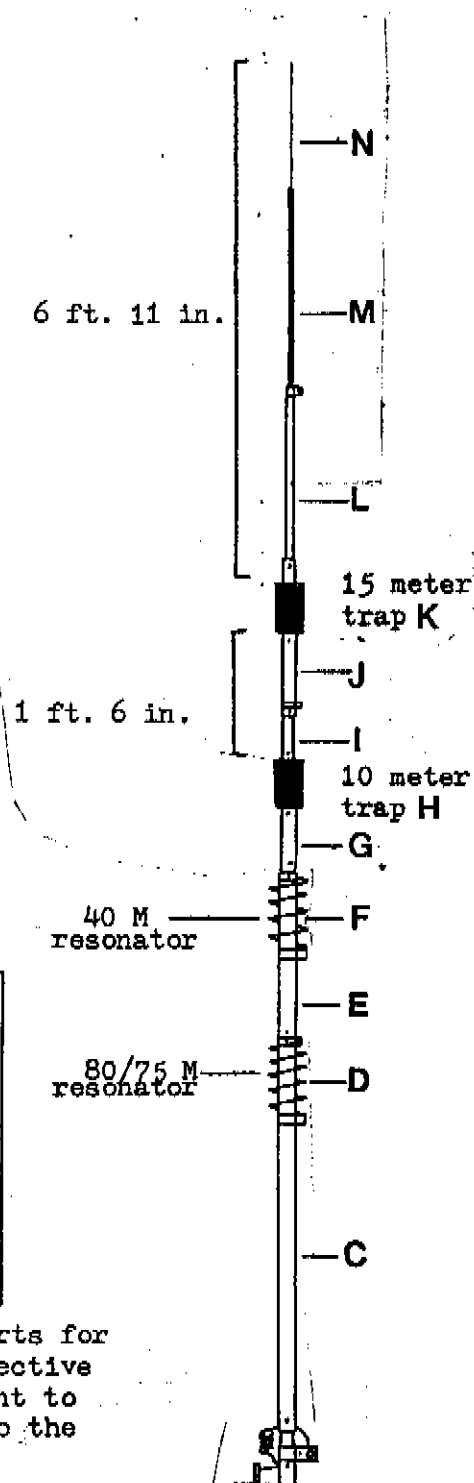 N
6 ft. 11 in.
M
L
15 meter
trap K
J
1 ft. 6 in.
I
10 meter
trap H
G
40 M
resonator
F
E
80/75 M
resonator
D
C
rts for
ective
nt to
o the